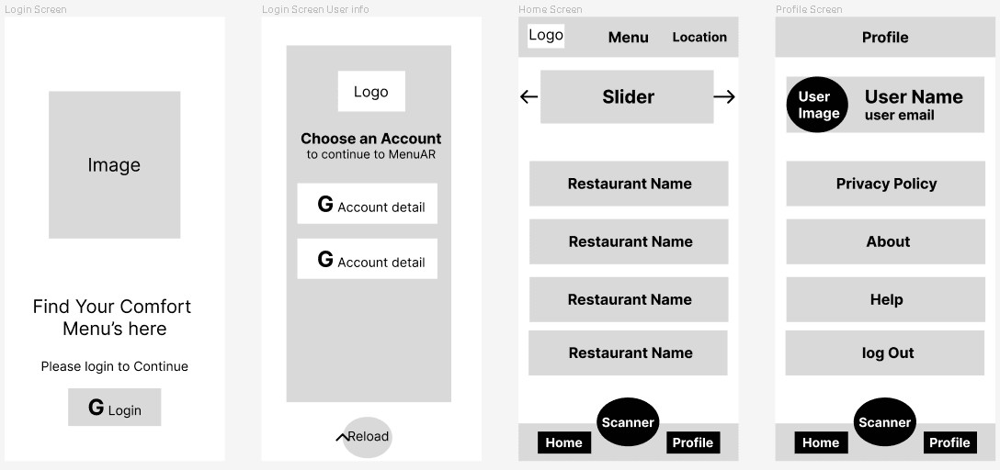 Login Screen
Image
Find Your Comfort
Menu's here
Please login to Continue
G Login
Login Screen User info
Logo
Choose an Account
to continue to MenuAR
G Account detail
G Account detail
Reload
Home Screen
Logo Menu Location
Slider
Restaurant Name
Restaurant Name
Restaurant Name
Restaurant Name
Scanner
Home Profile
Profile Screen
Profile
User
Image
User Name
user email
Privacy Policy
About
Help
log Out
Scanner
Home Profile